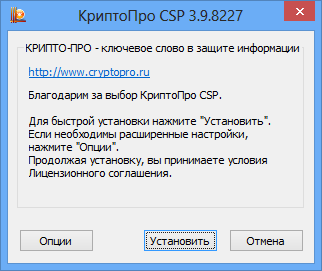 КриптоПро CSP 3.9.8227
КРИПТО-ПРО - ключевое слово в защите информации
http://www.cryptopro.ru
Благодарим за выбор КриптоПро CSP.
Для быстрой установки нажмите "Установить".
Если необходимы расширенные настройки,
нажмите "Опции".
Продолжая установку, вы принимаете условия
Лицензионного соглашения.
Опции
Установить
Отмена